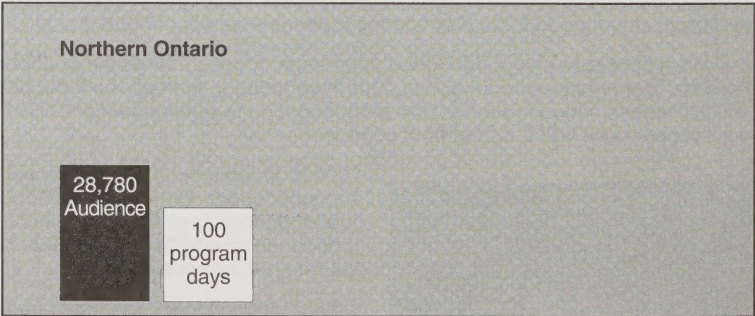 Northern Ontario
28,780
Audience
100
program
days